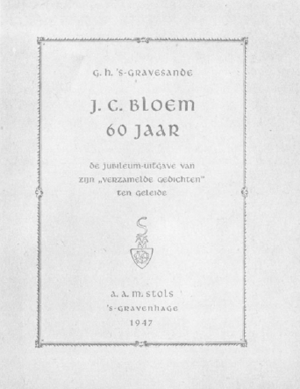 G. H. 'S-GRAVESANDE
J. C. BLOEM
60 JAAR
DE JUBILEUM-UITGAVE VAN
ZIJN „VERZAMELDE GEDICHTEN”
TEN GELEIDE
A. A. M. STOLS
'S-GRAVENHAGE
1947